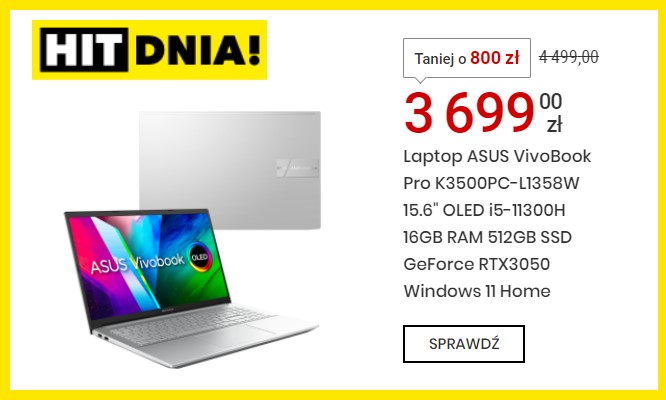 HIT DNIA!
Taniej o 800 zł 4 499,00
3 699 00 zł
Laptop ASUS VivoBook
Pro K3500PC-L1358W
15.6" OLED i5-11300H
16GB RAM 512GB SSD
GeForce RTX3050
Windows 11 Home
ASUS Vivobook OLED
SPRAWDŹ